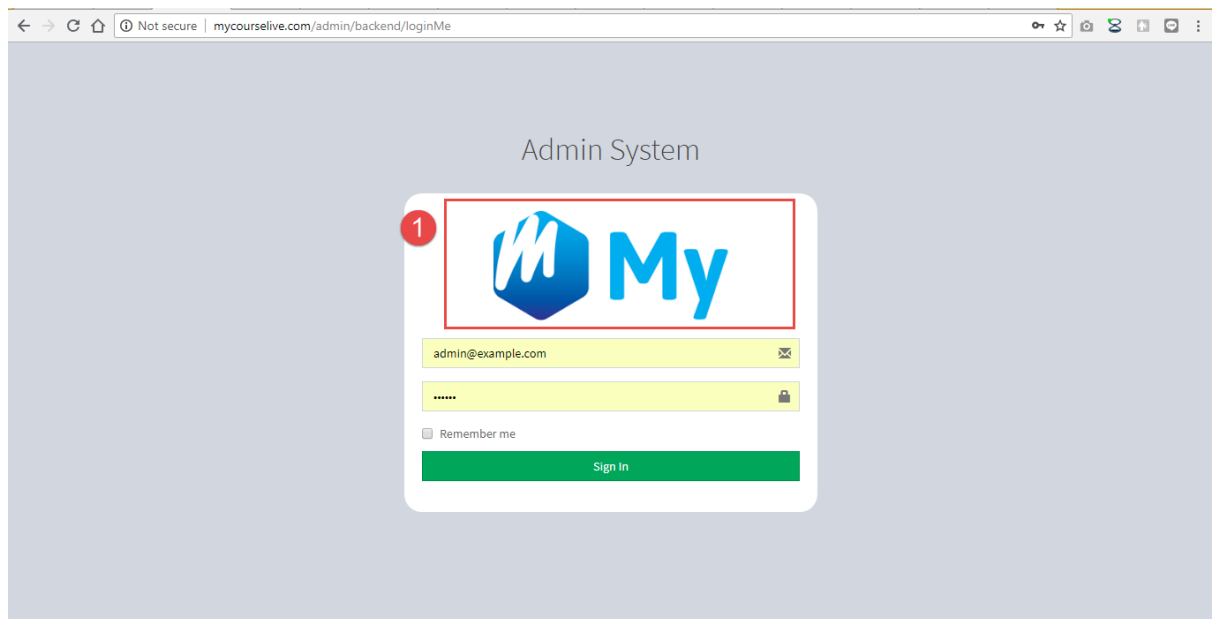 Not secure | mycourselive.com/admin/backend/loginMe
Admin System
1
My
admin@example.com
••••••
Remember me
Sign In